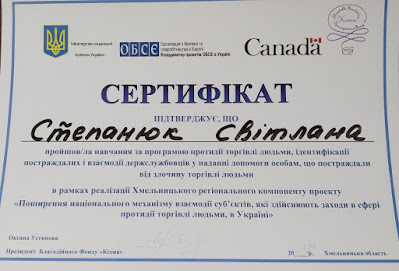 Міністерство соціальної
політики України
ОБСЄ
Організація з безпеки та
співробітництва в Європі
Координатор проектів ОБСЄ в Україні
Canada
СЕРТИФІКАТ
ПІДТВЕРДЖУЄ, ЩО
Степанюк Світлана
пройшов/ла навчання за програмою протидії торгівлі людьми, ідентифікації
постраждалих і взаємодії держслужбовців у наданні допомоги особам, що постраждали
від злочину торгівлі людьми
в рамках реалізації Хмельницького регіонального компоненту проекту
«Поширення національного механізму взаємодії суб'єктів, які здійснюють заходи в сфері
протидії торгівлі людьми, в Україні»
Оксана Устинова
Президент Благодійного Фонду «Ксена»
20
Хмельницька область